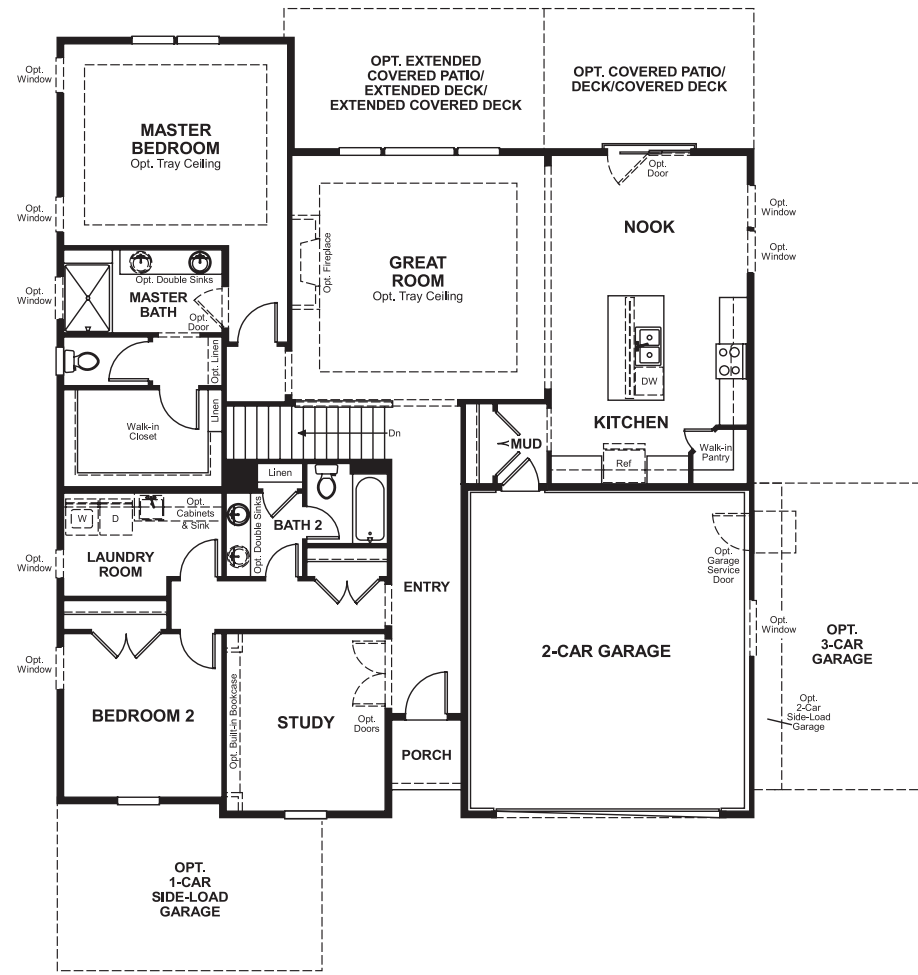 OPT. EXTENDED
COVERED PATIO/
EXTENDED DECK/
EXTENDED COVERED DECK
OPT. COVERED PATIO/
DECK/COVERED DECK
Opt.
Window
MASTER
BEDROOM
Opt. Tray Ceiling
Opt.
Door
Opt.
Window
Opt.
Window
NOOK
Opt.
Window
GREAT
ROOM
Opt. Tray Ceiling
Opt. Fireplace
Opt. Double Sinks
Opt.
Window
MASTER
BATH
Opt.
Door
Opt. Linen
Linen
Walk-in
Closet
DW
KITCHEN
Walk-in
Pantry
Ref
MUD
Dn
Linen
Opt.
Cabinets
& Sink
W
D
BATH 2
Opt. Double Sinks
LAUNDRY
ROOM
Opt.
Window
ENTRY
Opt.
Garage
Service
Door
Opt.
Window
2-CAR GARAGE
OPT.
3-CAR
GARAGE
Opt.
2-Car
Side-Load
Garage
Opt.
Window
BEDROOM 2
Opt. Built-in Bookcase
STUDY
Opt.
Doors
PORCH
OPT.
1-CAR
SIDE-LOAD
GARAGE